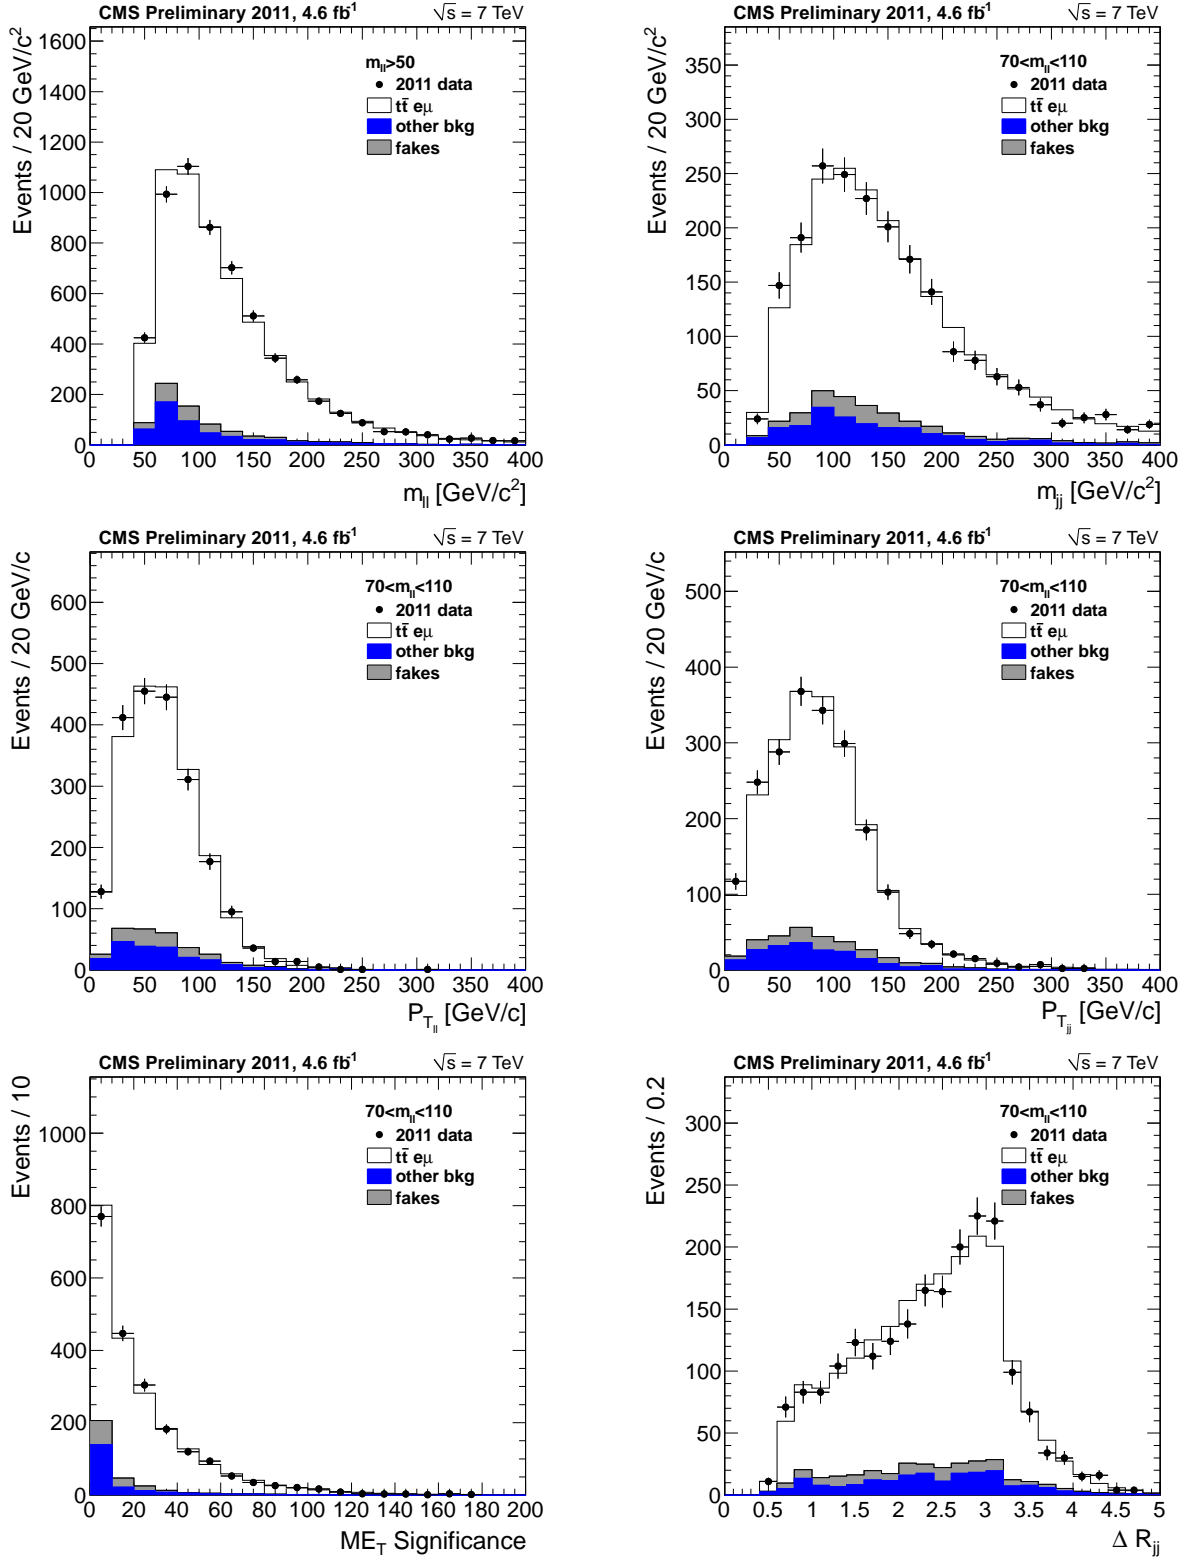 CMS Preliminary 2011, 4.6 fb⁻¹ √s = 7 TeV
Events / 20 GeV/c²
1600
1400
1200
1000
800
600
400
200
0
m_ll>50
2011 data
tt̄ eμ
other bkg
fakes
0 50 100 150 200 250 300 350 400
m_ll [GeV/c²]
CMS Preliminary 2011, 4.6 fb⁻¹ √s = 7 TeV
Events / 20 GeV/c²
350
300
250
200
150
100
50
0
70<m_ll<110
2011 data
tt̄ eμ
other bkg
fakes
0 50 100 150 200 250 300 350 400
m_jj [GeV/c²]
CMS Preliminary 2011, 4.6 fb⁻¹ √s = 7 TeV
Events / 20 GeV/c
600
500
400
300
200
100
0
70<m_ll<110
2011 data
tt̄ eμ
other bkg
fakes
0 50 100 150 200 250 300 350 400
P_T_ll [GeV/c]
CMS Preliminary 2011, 4.6 fb⁻¹ √s = 7 TeV
Events / 20 GeV/c
500
400
300
200
100
0
70<m_ll<110
2011 data
tt̄ eμ
other bkg
fakes
0 50 100 150 200 250 300 350 400
P_T_jj [GeV/c]
CMS Preliminary 2011, 4.6 fb⁻¹ √s = 7 TeV
Events / 10
1000
800
600
400
200
0
70<m_ll<110
2011 data
tt̄ eμ
other bkg
fakes
0 20 40 60 80 100 120 140 160 180 200
ME_T Significance
CMS Preliminary 2011, 4.6 fb⁻¹ √s = 7 TeV
Events / 0.2
300
250
200
150
100
50
0
70<m_ll<110
2011 data
tt̄ eμ
other bkg
fakes
0 0.5 1 1.5 2 2.5 3 3.5 4 4.5 5
Δ R_jj